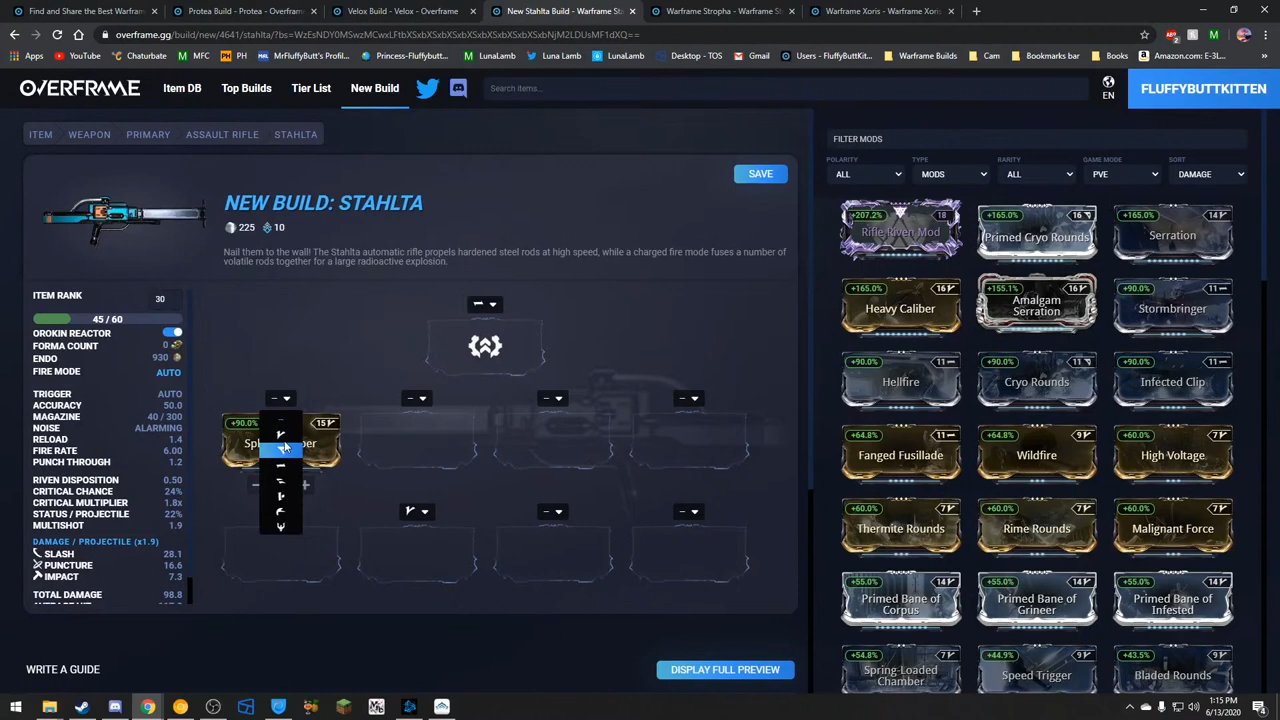 Find and Share the Best Warfram
Protea Build - Protea - Overfram
Velox Build - Velox - Overframe
New Stahlta Build - Warframe Sta
Warframe Stropha - Warframe S
Warframe Xoris - Warframe Xoris
overframe.gg/build/new/4641/stahlta/?bs=WzEsNDY0MSwzMCwxLFtbXSxbXSxbXSxbXSxbXSxbXSxbXSxbXSxbNjM2LDUsMF1dXQ==
Apps YouTube Chaturbate MFC PH MrFluffyButt's Profi... Princess-Fluffybutt... LunaLamb Luna Lamb LunaLamb Desktop - TOS Gmail Users - FluffyButtKit... Warframe Builds Cam Bookmarks bar Books Amazon.com: E-3L...
OVERFRAME Item DB Top Builds Tier List New Build Search items... EN FLUFFYBUTTKITTEN
ITEM WEAPON PRIMARY ASSAULT RIFLE STAHLTA
SAVE
NEW BUILD: STAHLTA
225 10
Nail them to the wall! The Stahlta automatic rifle propels hardened steel rods at high speed, while a charged fire mode fuses a number of
volatile rods together for a large radioactive explosion.
ITEM RANK 30
45 / 60
OROKIN REACTOR
FORMA COUNT 0
ENDO 930
FIRE MODE AUTO
TRIGGER AUTO
ACCURACY 50.0
MAGAZINE 40 / 300
NOISE ALARMING
RELOAD 1.4
FIRE RATE 6.00
PUNCH THROUGH 1.2
RIVEN DISPOSITION 0.50
CRITICAL CHANCE 24%
CRITICAL MULTIPLIER 1.8x
STATUS / PROJECTILE 22%
MULTISHOT 1.9
DAMAGE / PROJECTILE (x1.9)
SLASH 28.1
PUNCTURE 16.6
IMPACT 7.3
TOTAL DAMAGE 98.8
+90.0% 15
WRITE A GUIDE
DISPLAY FULL PREVIEW
FILTER MODS
POLARITY TYPE RARITY GAME MODE SORT
ALL MODS ALL PVE DAMAGE
+207.2% 18
Rifle Riven Mod
+165.0% 16
Primed Cryo Rounds
+165.0% 14
Serration
+165.0% 16
Heavy Caliber
+155.1% 16
Amalgam
Serration
+90.0% 11
Stormbringer
+90.0% 11
Hellfire
+90.0% 11
Cryo Rounds
+90.0% 11
Infected Clip
+64.8% 11
Fanged Fusillade
+64.8% 9
Wildfire
+60.0% 7
High Voltage
+60.0% 7
Thermite Rounds
+60.0% 7
Rime Rounds
+60.0% 7
Malignant Force
+55.0% 14
Primed Bane of
Corpus
+55.0% 14
Primed Bane of
Grineer
+55.0% 14
Primed Bane of
Infested
+54.8% 7
Spring-Loaded
Chamber
+44.9% 9
Speed Trigger
+43.5% 9
Bladed Rounds
1:15 PM
6/13/2020